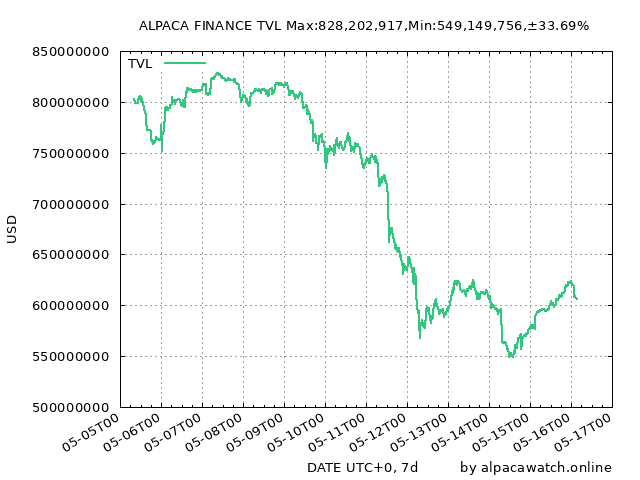 ALPACA FINANCE TVL Max:828,202,917,Min:549,149,756,±33.69%
TVL
850000000
800000000
750000000
700000000
650000000
600000000
550000000
500000000
USD
05-05T00
05-06T00
05-07T00
05-08T00
05-09T00
05-10T00
05-11T00
05-12T00
05-13T00
05-14T00
05-15T00
05-16T00
05-17T00
DATE UTC+0, 7d
by alpacawatch.online